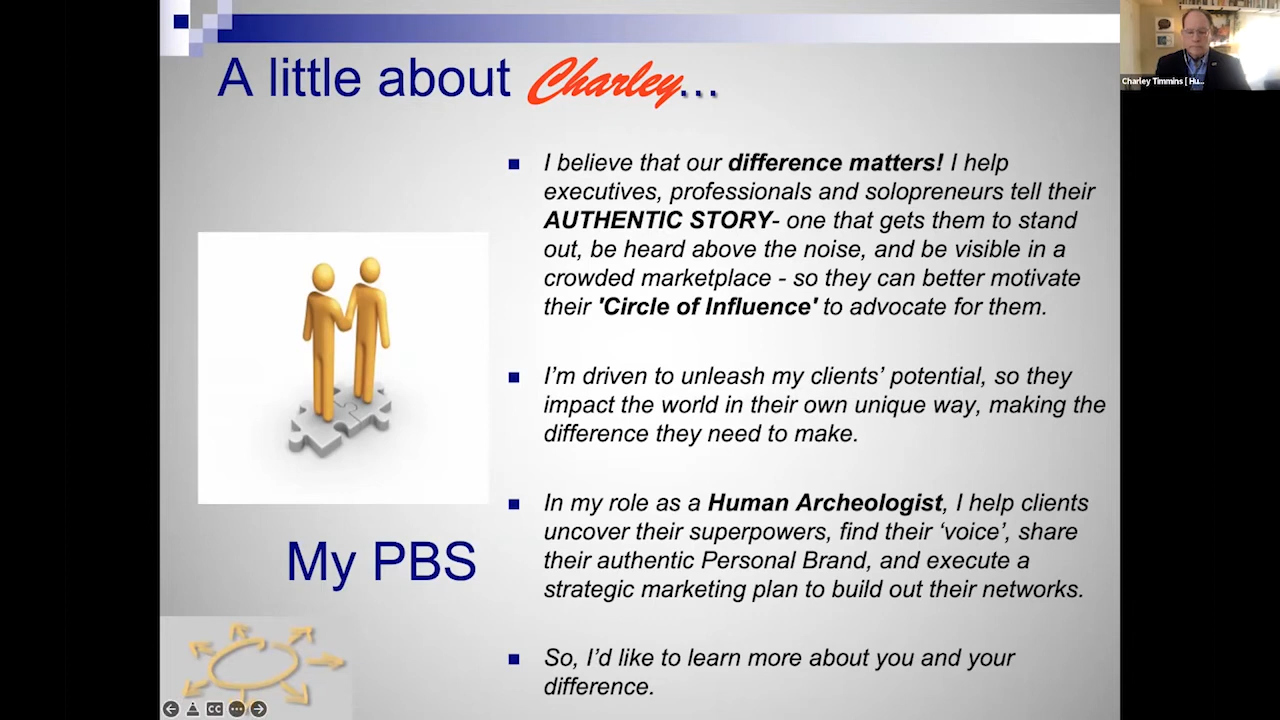 A little about Charley...
Charley Timmins [ Hu...
I believe that our difference matters! I help
executives, professionals and solopreneurs tell their
AUTHENTIC STORY- one that gets them to stand
out, be heard above the noise, and be visible in a
crowded marketplace - so they can better motivate
their 'Circle of Influence' to advocate for them.
I'm driven to unleash my clients' potential, so they
impact the world in their own unique way, making the
difference they need to make.
In my role as a Human Archeologist, I help clients
uncover their superpowers, find their ‘voice’, share
their authentic Personal Brand, and execute a
strategic marketing plan to build out their networks.
So, I’d like to learn more about you and your
difference.
My PBS
CC